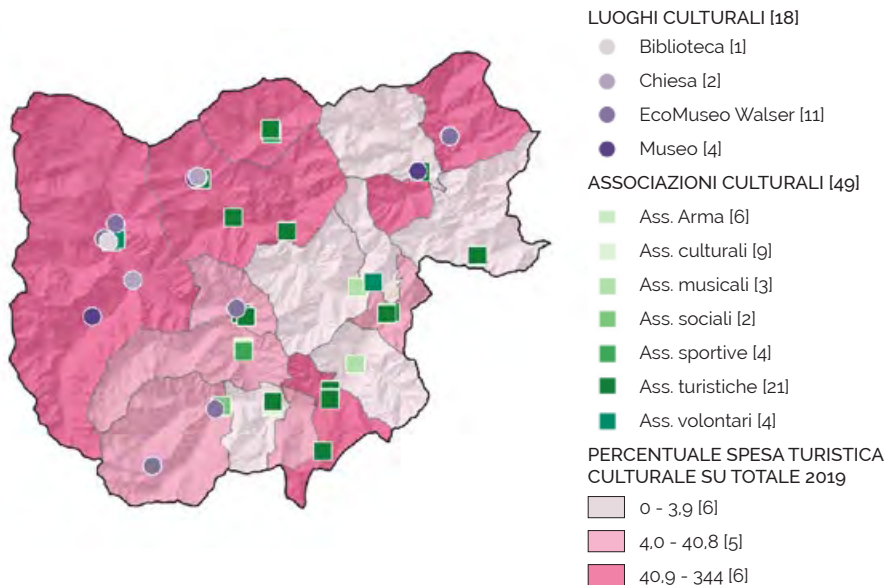 LUOGHI CULTURALI [18]
Biblioteca [1]
Chiesa [2]
EcoMuseo Walser [11]
Museo [4]
ASSOCIAZIONI CULTURALI [49]
Ass. Arma [6]
Ass. culturali [9]
Ass. musicali [3]
Ass. sociali [2]
Ass. sportive [4]
Ass. turistiche [21]
Ass. volontari [4]
PERCENTUALE SPESA TURISTICA
CULTURALE SU TOTALE 2019
0 - 3,9 [6]
4,0 - 40,8 [5]
40,9 - 344 [6]